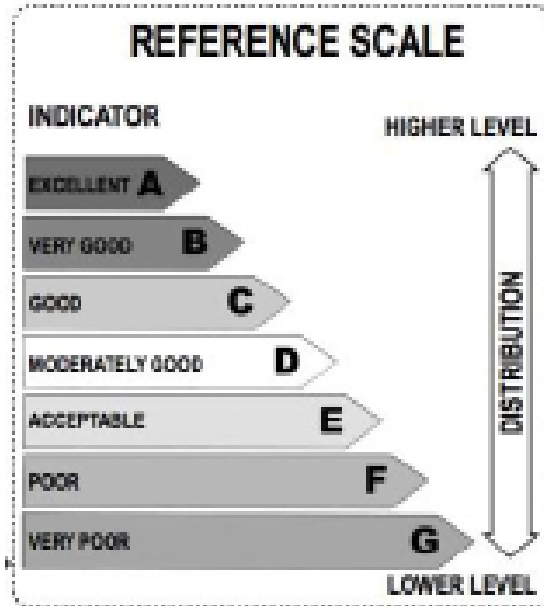 REFERENCE SCALE
INDICATOR
HIGHER LEVEL
EXCELLENT A
VERY GOOD B
GOOD C
MODERATELY GOOD D
ACCEPTABLE E
POOR F
VERY POOR G
DISTRIBUTION
LOWER LEVEL